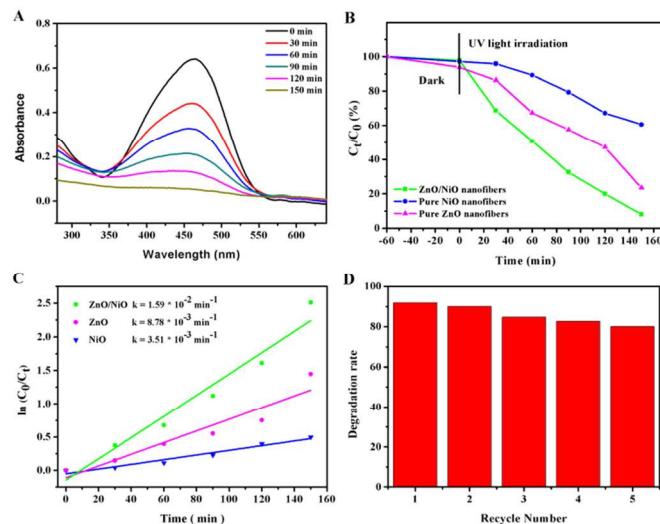 A
0 min
30 min
60 min
90 min
120 min
150 min
0.8
0.6
0.4
0.2
0.0
Absorbance
300 350 400 450 500 550 600
Wavelength (nm)
B
UV light irradiation
Dark
100
80
60
40
20
0
Ct/C0 (%)
ZnO/NiO nanofibers
Pure NiO nanofibers
Pure ZnO nanofibers
-60 -40 -20 0 20 40 60 80 100 120 140 160
Time (min)
C
ZnO/NiO k = 1.59 * 10-2 min-1
ZnO k = 8.78 * 10-3 min-1
NiO k = 3.51 * 10-3 min-1
2.5
2.0
1.5
1.0
0.5
0.0
ln (C0/Ct)
0 20 40 60 80 100 120 140 160
Time ( min )
D
100
80
60
40
20
0
Degradation rate
1 2 3 4 5
Recycle Number